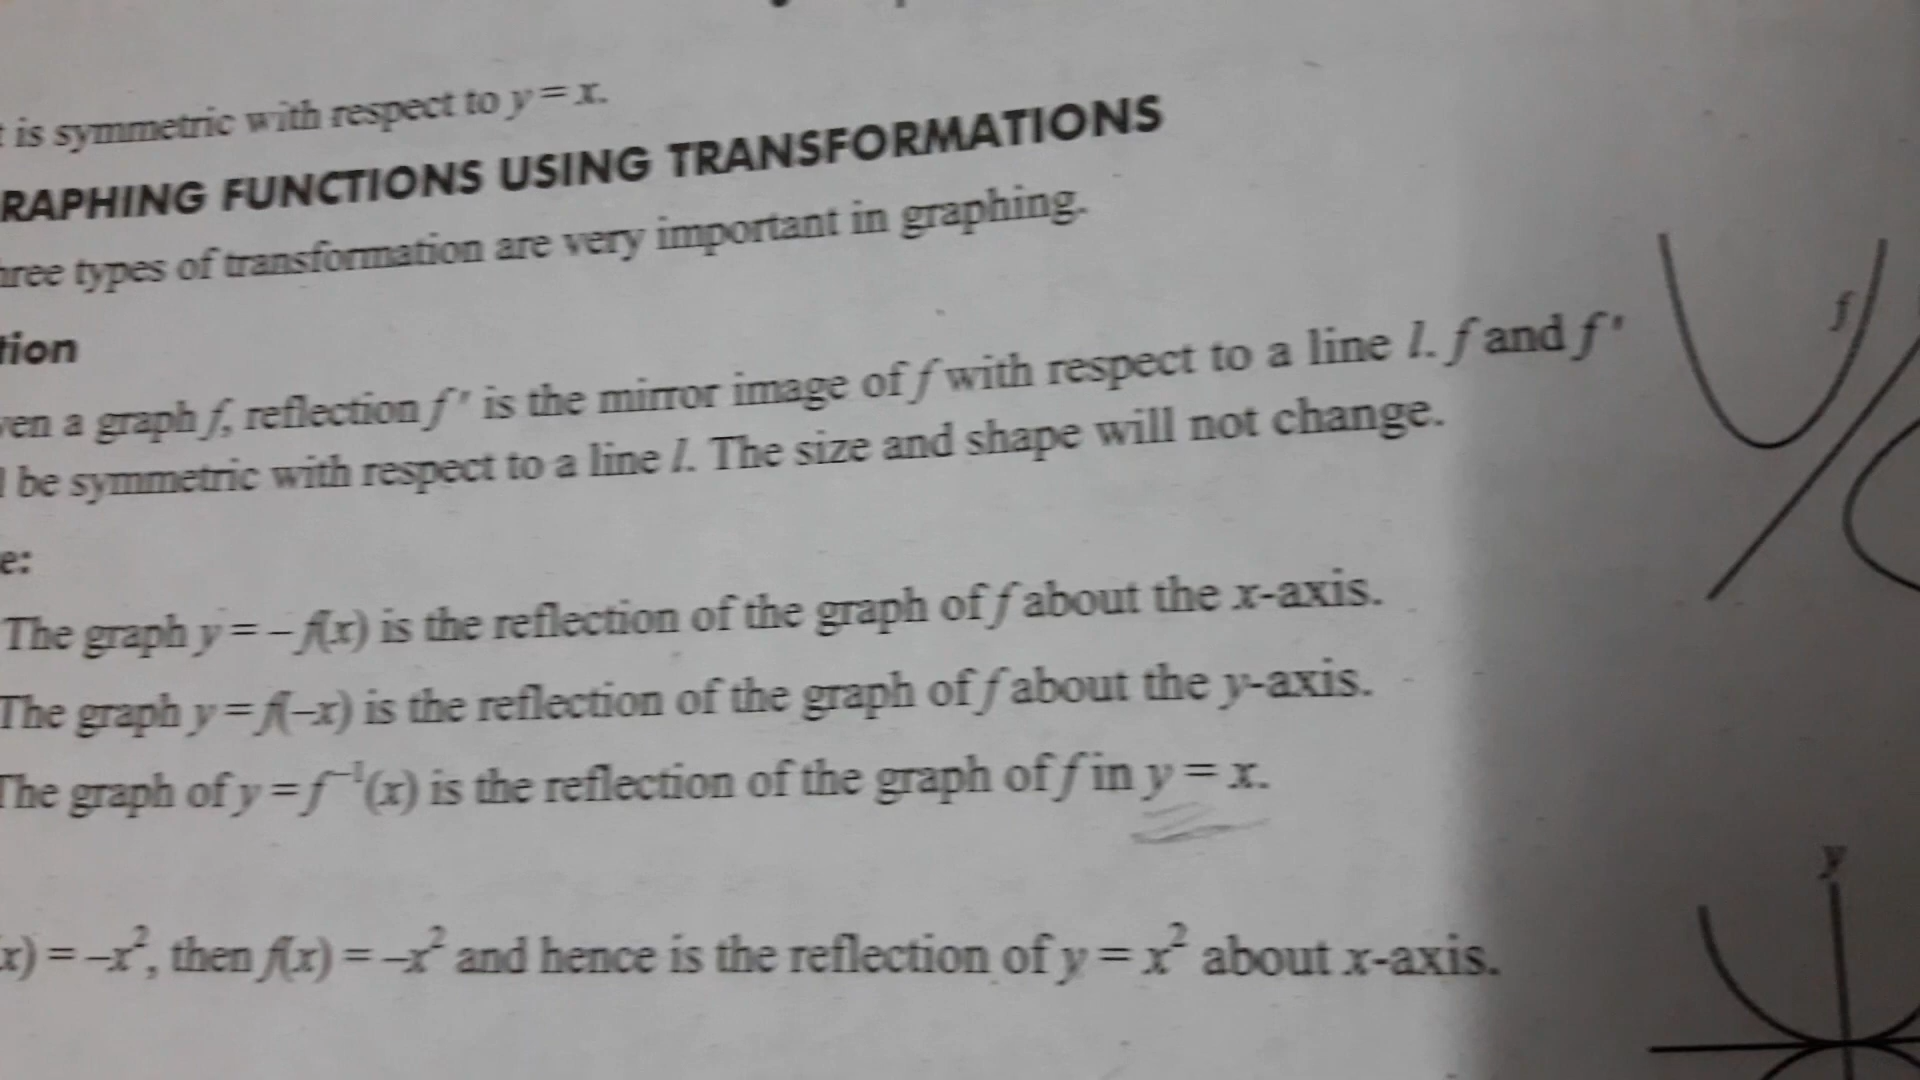 is symmetric with respect to y = x.
RAPHING FUNCTIONS USING TRANSFORMATIONS
types of transformation are very important in graphing.
tion
a graph f, reflection f' is the mirror image of f with respect to a line l. f and f'
be symmetric with respect to a line l. The size and shape will not change.
f
e:
The graph y = – f(x) is the reflection of the graph of f about the x-axis.
The graph y = f(–x) is the reflection of the graph of f about the y-axis.
The graph of y = f⁻¹(x) is the reflection of the graph of f in y = x.
y
x) = –x², then f(x) = –x² and hence is the reflection of y = x² about x-axis.